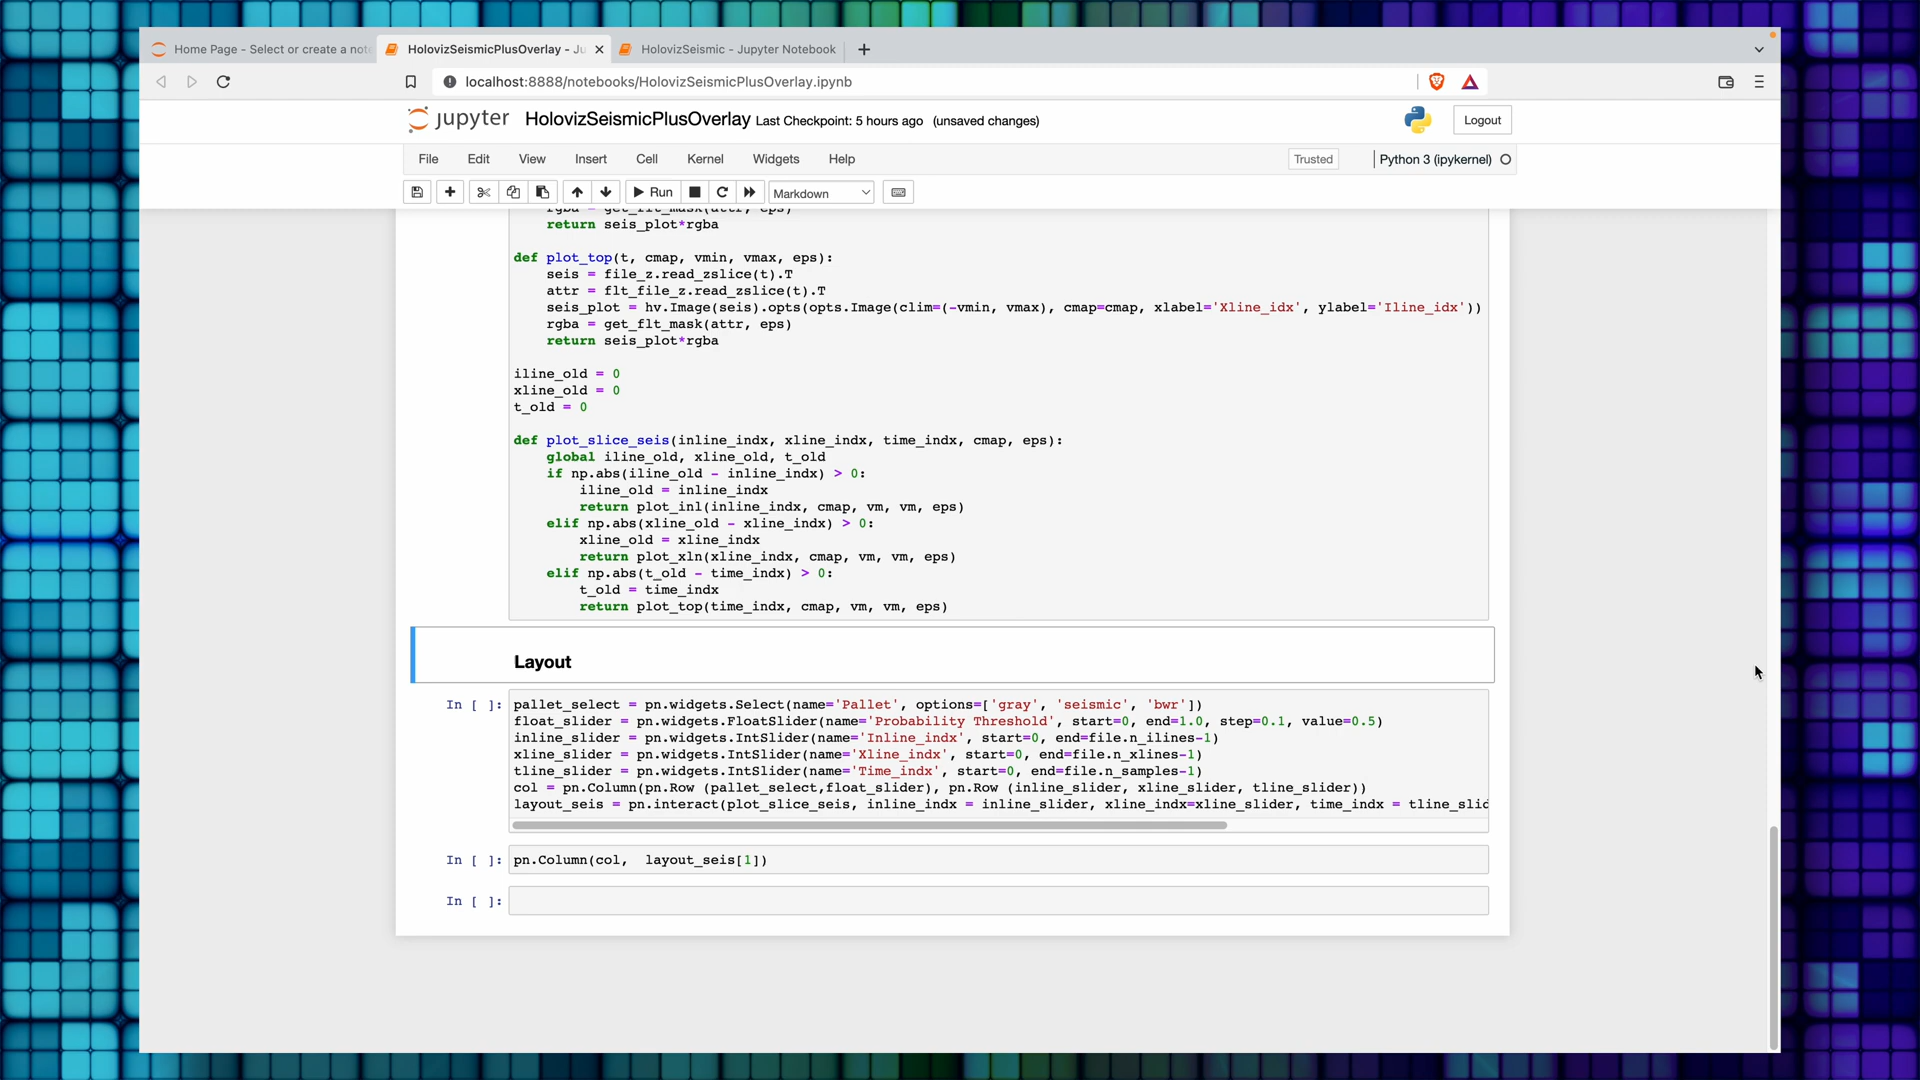 Home Page - Select or create a not
HolovizSeismicPlusOverlay - Ju
HolovizSeismic - Jupyter Notebook
localhost:8888/notebooks/HolovizSeismicPlusOverlay.ipynb
jupyter HolovizSeismicPlusOverlay Last Checkpoint: 5 hours ago (unsaved changes)
Logout
File Edit View Insert Cell Kernel Widgets Help
Trusted
Python 3 (ipykernel)
Run
Markdown
rgba = get_flt_mask(attr, eps)
return seis_plot*rgba
def plot_top(t, cmap, vmin, vmax, eps):
seis = file_z.read_zslice(t).T
attr = flt_file_z.read_zslice(t).T
seis_plot = hv.Image(seis).opts(opts.Image(clim=(-vmin, vmax), cmap=cmap, xlabel='Xline_idx', ylabel='Iline_idx'))
rgba = get_flt_mask(attr, eps)
return seis_plot*rgba
iline_old = 0
xline_old = 0
t_old = 0
def plot_slice_seis(inline_indx, xline_indx, time_indx, cmap, eps):
global iline_old, xline_old, t_old
if np.abs(iline_old - inline_indx) > 0:
iline_old = inline_indx
return plot_inl(inline_indx, cmap, vm, vm, eps)
elif np.abs(xline_old - xline_indx) > 0:
xline_old = xline_indx
return plot_xln(xline_indx, cmap, vm, vm, eps)
elif np.abs(t_old - time_indx) > 0:
t_old = time_indx
return plot_top(time_indx, cmap, vm, vm, eps)
Layout
In [ ]: pallet_select = pn.widgets.Select(name='Pallet', options=['gray', 'seismic', 'bwr'])
float_slider = pn.widgets.FloatSlider(name='Probability Threshold', start=0, end=1.0, step=0.1, value=0.5)
inline_slider = pn.widgets.IntSlider(name='Inline_indx', start=0, end=file.n_ilines-1)
xline_slider = pn.widgets.IntSlider(name='Xline_indx', start=0, end=file.n_xlines-1)
tline_slider = pn.widgets.IntSlider(name='Time_indx', start=0, end=file.n_samples-1)
col = pn.Column(pn.Row (pallet_select,float_slider), pn.Row (inline_slider, xline_slider, tline_slider))
layout_seis = pn.interact(plot_slice_seis, inline_indx = inline_slider, xline_indx=xline_slider, time_indx = tline_slid
In [ ]: pn.Column(col,  layout_seis[1])
In [ ]: